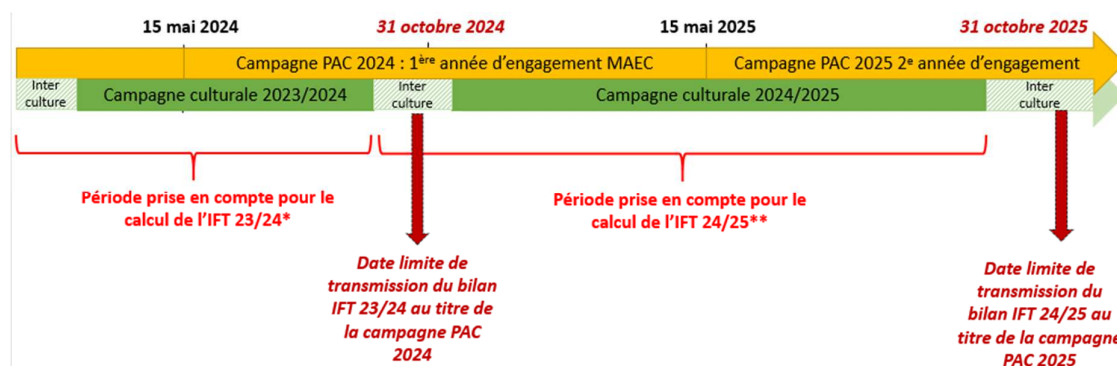 15 mai 2024
31 octobre 2024
15 mai 2025
31 octobre 2025
Campagne PAC 2024 : 1ère année d'engagement MAEC
Campagne PAC 2025 2e année d'engagement
Inter
culture
Campagne culturale 2023/2024
Inter
culture
Campagne culturale 2024/2025
Inter
culture
Période prise en compte pour le
calcul de l'IFT 23/24*
Période prise en compte pour le
calcul de l'IFT 24/25**
Date limite de
transmission du bilan
IFT 23/24 au titre de
la campagne PAC
2024
Date limite de
transmission du
bilan IFT 24/25 au
titre de la campagne
PAC 2025